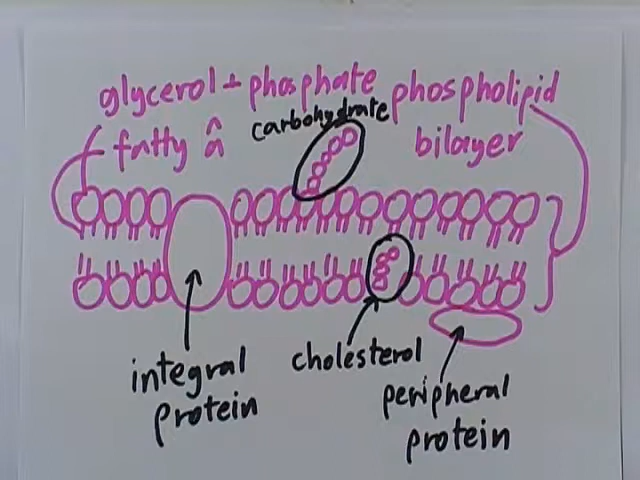 glycerol + phosphate
fatty â
carbohydrate
phospholipid
bilayer
integral
protein
cholesterol
peripheral
protein